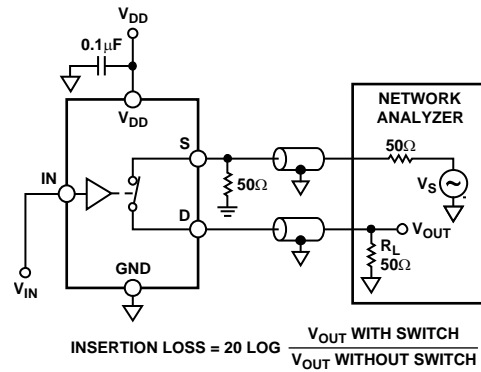 VDD
0.1μF
VDD
NETWORK
ANALYZER
S
50Ω
IN
50Ω
VS
D
VOUT
RL
50Ω
GND
VIN
INSERTION LOSS = 20 LOG VOUT WITH SWITCH
VOUT WITHOUT SWITCH